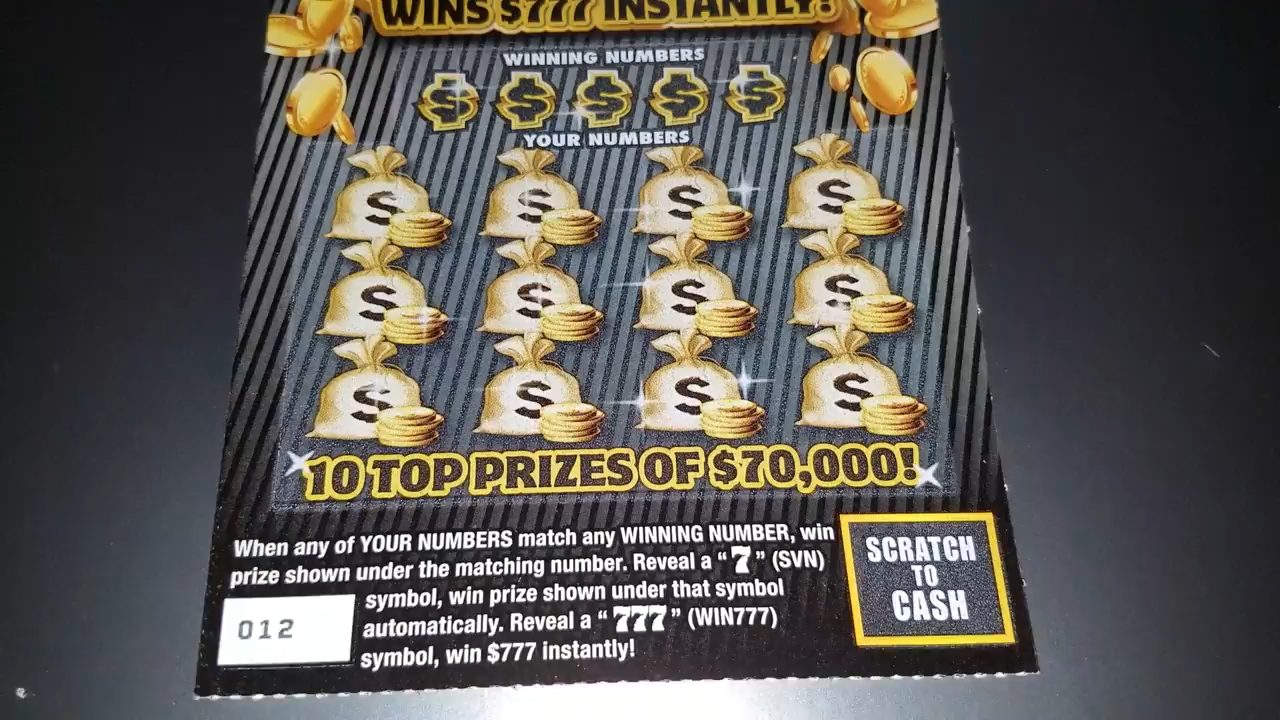 WINS $777 INSTANTLY!
WINNING NUMBERS
$ $ $ $ $
YOUR NUMBERS
$ $ $ $
$ $ $ $
$ $ $ $
10 TOP PRIZES OF $70,000!
When any of YOUR NUMBERS match any WINNING NUMBER, win
prize shown under the matching number. Reveal a "7" (SVN)
symbol, win prize shown under that symbol
automatically. Reveal a "777" (WIN777)
symbol, win $777 instantly!
012
SCRATCH
TO
CASH